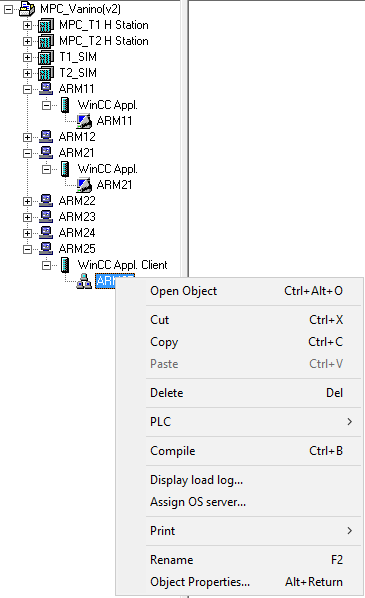 MPC_Vanino(v2)
MPC_T1 H Station
MPC_T2 H Station
T1_SIM
T2_SIM
ARM11
WinCC Appl.
ARM11
ARM12
ARM21
WinCC Appl.
ARM21
ARM22
ARM23
ARM24
ARM25
WinCC Appl. Client
Open Object Ctrl+Alt+O
Cut Ctrl+X
Copy Ctrl+C
Paste Ctrl+V
Delete Del
PLC
Compile Ctrl+B
Display load log...
Assign OS server...
Print
Rename F2
Object Properties... Alt+Return